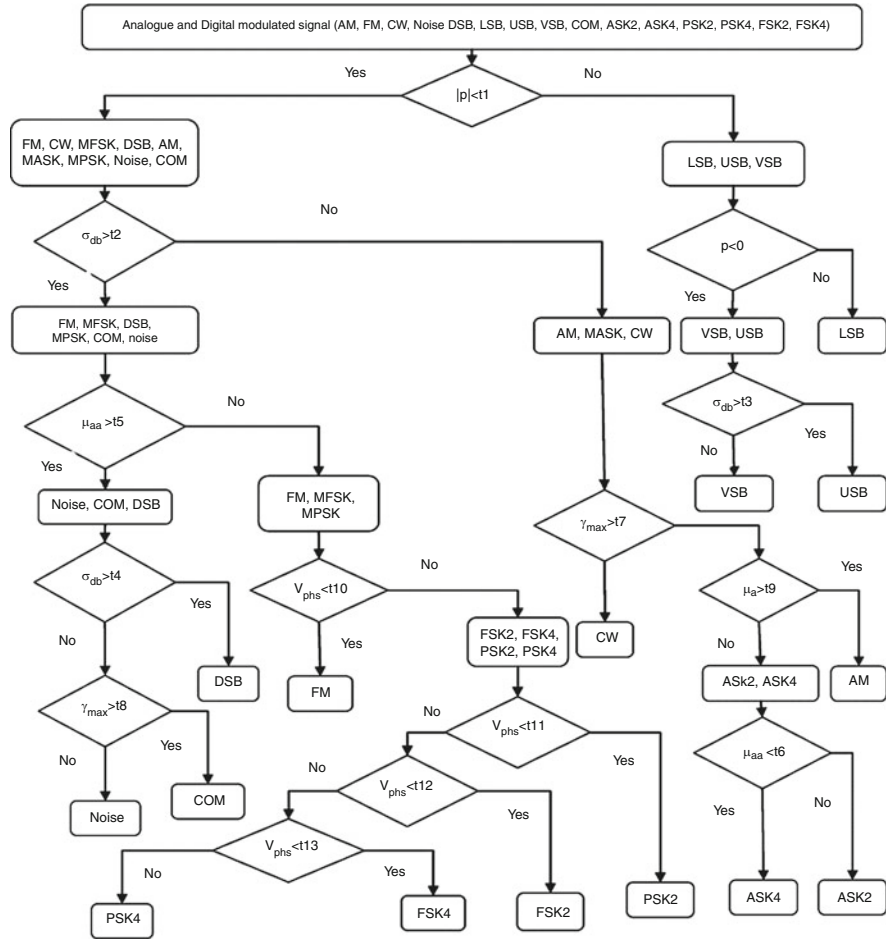 Analogue and Digital modulated signal (AM, FM, CW, Noise DSB, LSB, USB, VSB, COM, ASK2, ASK4, PSK2, PSK4, FSK2, FSK4)
Yes
No
|p|<t1
FM, CW, MFSK, DSB, AM,
MASK, MPSK, Noise, COM
LSB, USB, VSB
No
σdb>t2
p<0
Yes
Yes
No
FM, MFSK, DSB,
MPSK, COM, noise
AM, MASK, CW
VSB, USB
LSB
No
μaa >t5
σdb>t3
Yes
No
Yes
Noise, COM, DSB
FM, MFSK,
MPSK
VSB
USB
γmax>t7
σdb>t4
Vphs<t10
No
μa>t9
Yes
Yes
No
Yes
FSK2, FSK4,
PSK2, PSK4
CW
No
DSB
FM
ASk2, ASK4
AM
γmax>t8
No
Vphs<t11
Yes
μaa <t6
No
No
Vphs<t12
Yes
COM
Yes
Yes
No
Noise
Vphs<t13
No
Yes
PSK4
FSK4
FSK2
PSK2
ASK4
ASK2